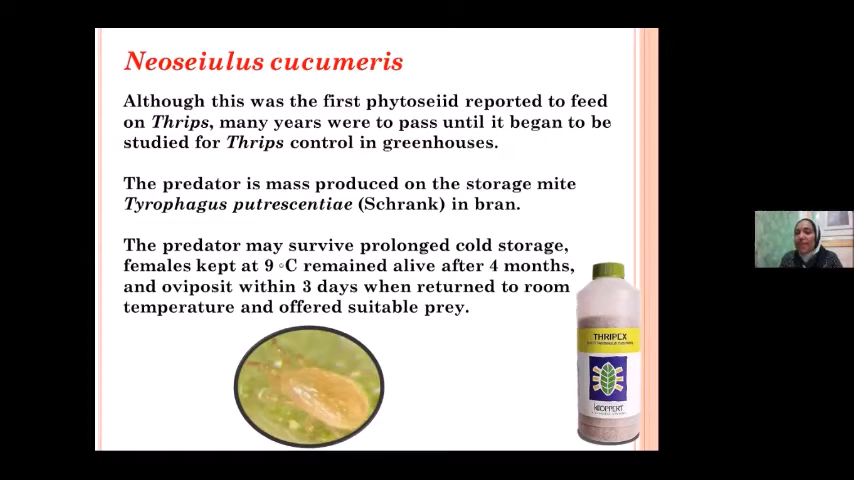 Neoseiulus cucumeris
Although this was the first phytoseiid reported to feed
on Thrips, many years were to pass until it began to be
studied for Thrips control in greenhouses.
The predator is mass produced on the storage mite
Tyrophagus putrescentiae (Schrank) in bran.
The predator may survive prolonged cold storage,
females kept at 9 ◦C remained alive after 4 months,
and oviposit within 3 days when returned to room
temperature and offered suitable prey.
THRIPEX
KOPPERT